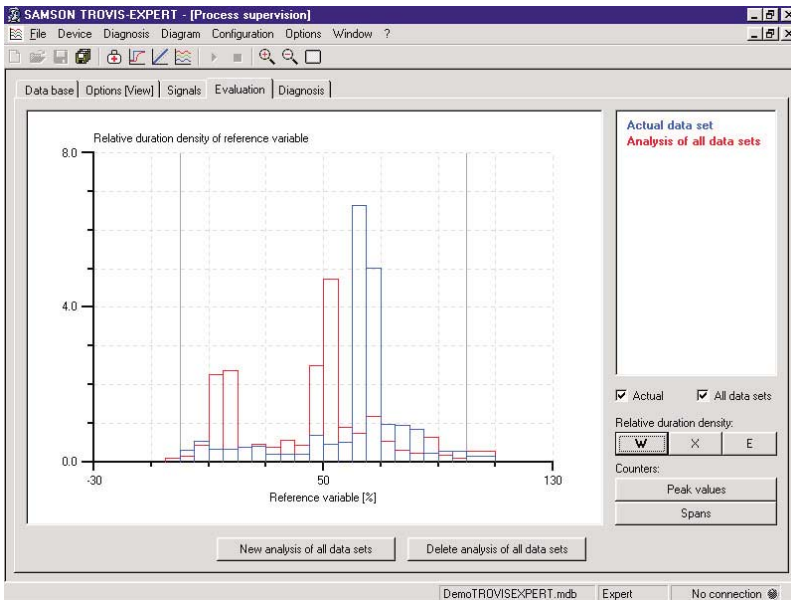 SAMSON TROVIS-EXPERT - [Process supervision]
File Device Diagnosis Diagram Configuration Options Window ?
Data base Options [View] Signals Evaluation Diagnosis
Relative duration density of reference variable
8.0
4.0
0.0
-30 50 130
Reference variable [%]
Actual data set
Analysis of all data sets
Actual All data sets
Relative duration density:
W X E
Counters:
Peak values
Spans
New analysis of all data sets Delete analysis of all data sets
DemoTROVISEXPERT.mdb Expert No connection